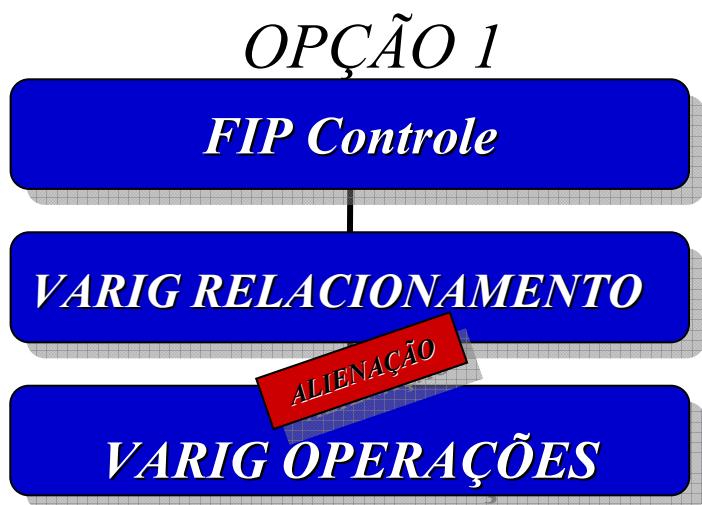 OPÇÃO 1
FIP Controle
VARIG RELACIONAMENTO
ALIENAÇÃO
VARIG OPERAÇÕES